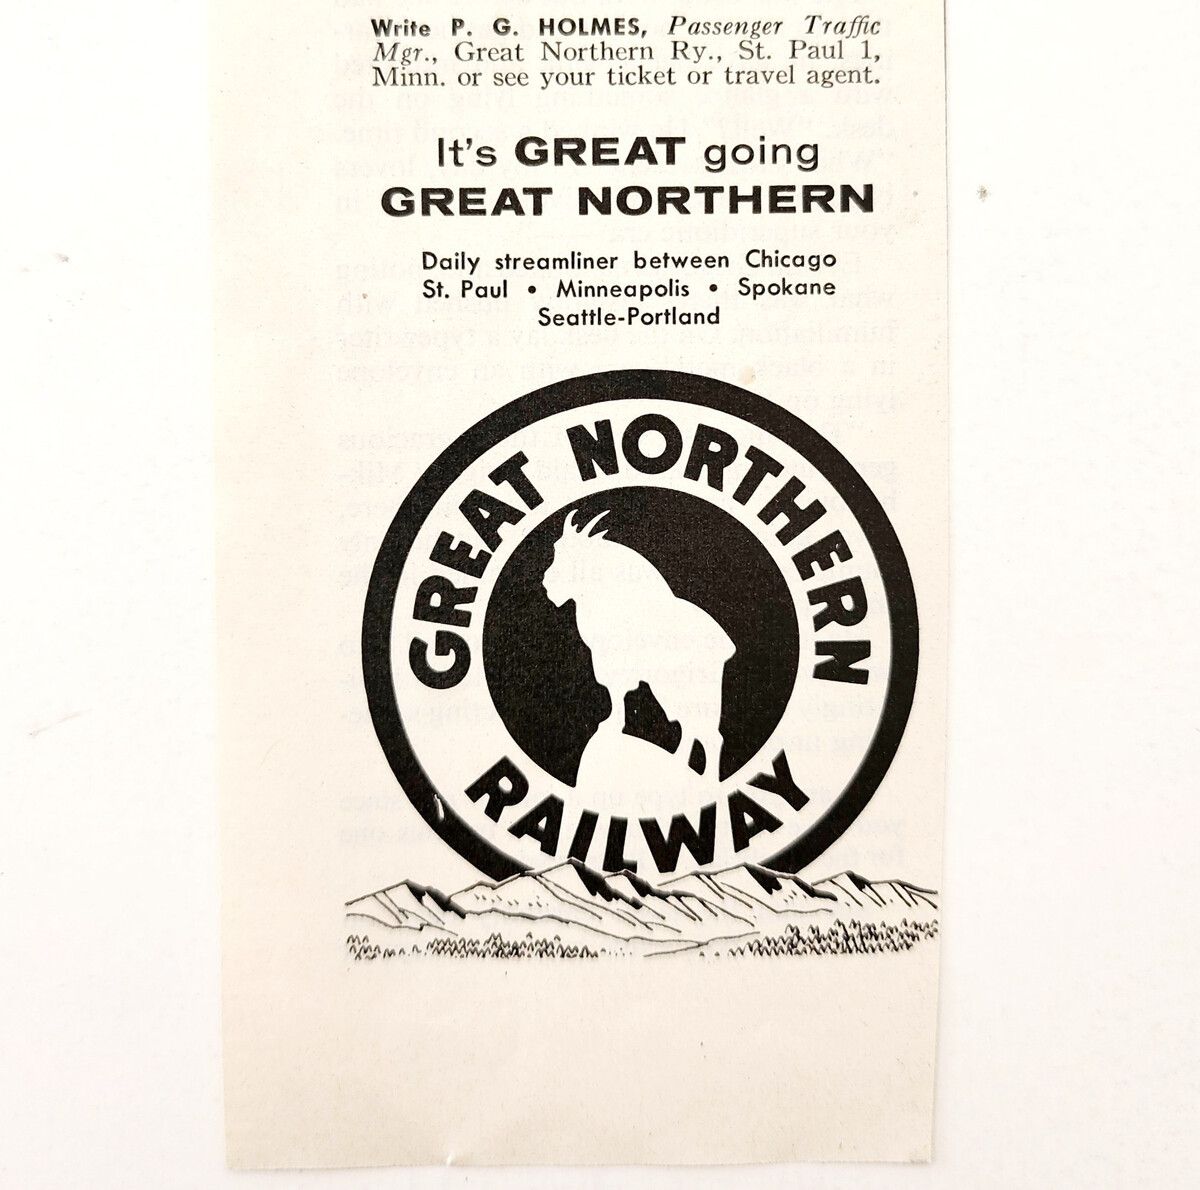 Write P. G. HOLMES, Passenger Traffic
Mgr., Great Northern Ry., St. Paul 1,
Minn. or see your ticket or travel agent.
It's GREAT going
GREAT NORTHERN
Daily streamliner between Chicago
St. Paul • Minneapolis • Spokane
Seattle-Portland
GREAT NORTHERN
RAILWAY